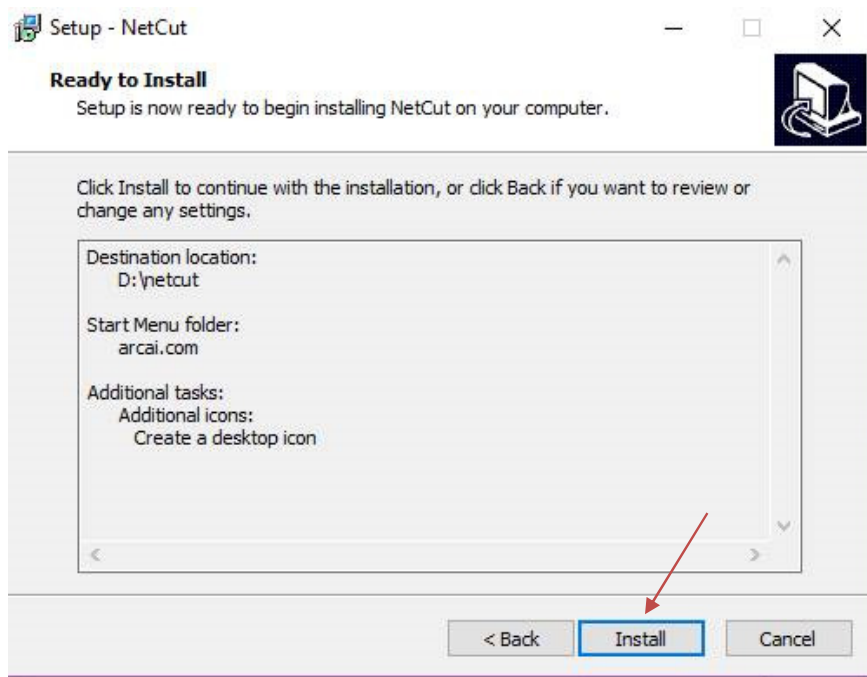 Setup - NetCut
Ready to Install
Setup is now ready to begin installing NetCut on your computer.
Click Install to continue with the installation, or click Back if you want to review or
change any settings.
Destination location:
D:\netcut
Start Menu folder:
arcai.com
Additional tasks:
Additional icons:
Create a desktop icon
< Back
Install
Cancel